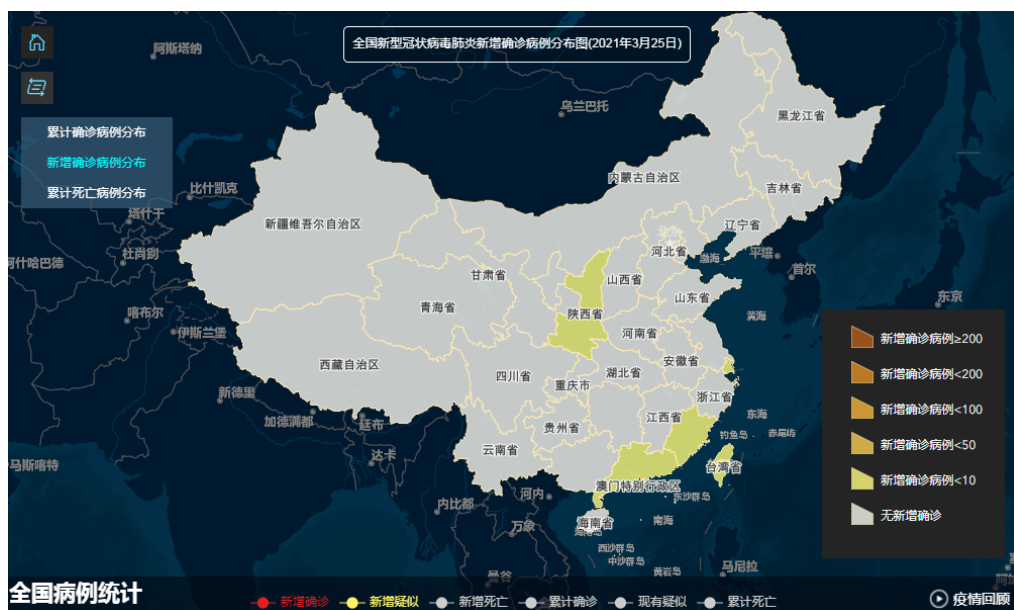 全国新型冠状病毒肺炎新增确诊病例分布图(2021年3月25日)
阿斯塔纳
乌兰巴托
黑龙江省
累计确诊病例分布
新增确诊病例分布
累计死亡病例分布
内蒙古自治区
吉林省
比什凯克
塔什干
新疆维吾尔自治区
辽宁省
北京
杜尚别
河北省
渤海
平壤
阿什哈巴德
首尔
甘肃省
山西省
青海省
山东省
东京
喀布尔
陕西省
黄海
伊斯兰堡
河南省
新增确诊病例≥200
西藏自治区
安徽省
四川省
湖北省
新增确诊病例<200
重庆市
新德里
浙江省
加德满都
廷布
江西省
东海
新增确诊病例<100
贵州省
钓鱼岛
赤尾屿
云南省
新增确诊病例<50
达卡
台湾省
马斯喀特
澳门特别行政区
新增确诊病例<10
河内
东沙群岛
内比都
万象
海南省
南海
无新增确诊
西沙群岛
中沙群岛
黄岩岛
马尼拉
曼谷
全国病例统计
新增确诊
新增疑似
新增死亡
累计确诊
现有疑似
累计死亡
疫情回顾